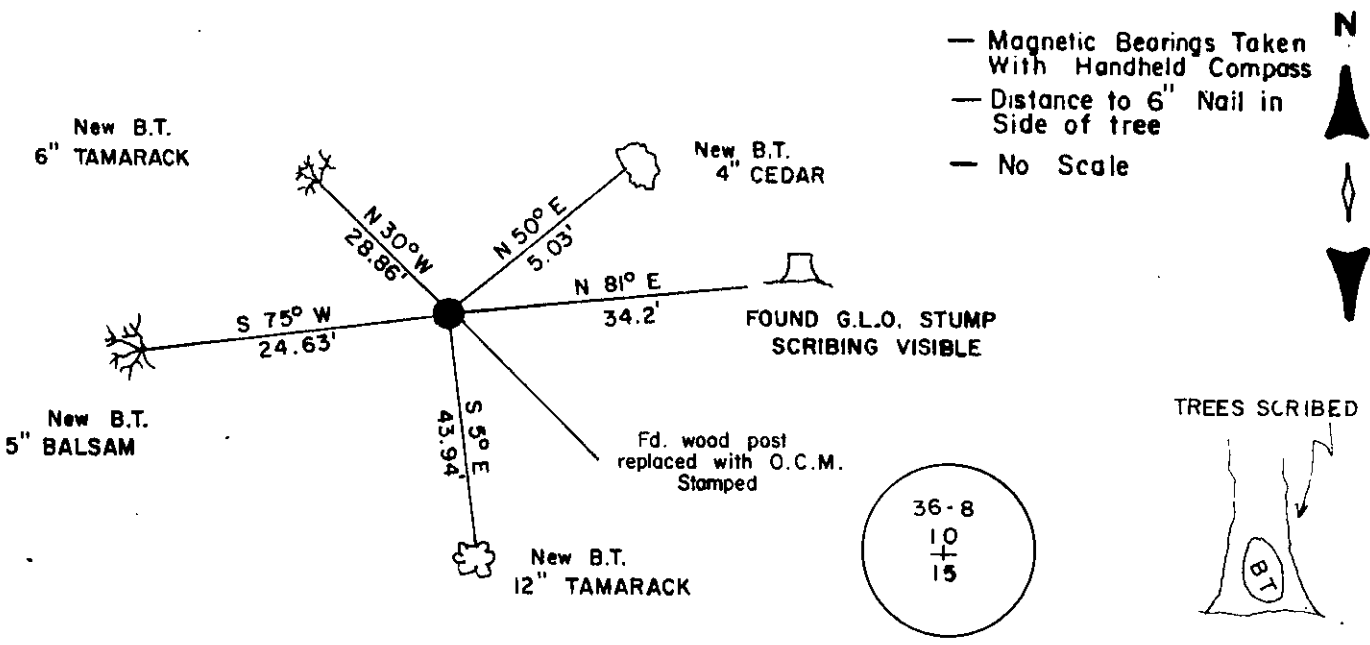 — Magnetic Bearings Taken
With Handheld Compass
— Distance to 6" Nail in
Side of tree
— No Scale
N
New B.T.
6" TAMARACK
New B.T.
4" CEDAR
N 30° W
28.86'
N 50° E
5.03'
N 81° E
34.2'
FOUND G.L.O. STUMP
SCRIBING VISIBLE
S 75° W
24.63'
New B.T.
5" BALSAM
S 5° E
43.94'
Fd. wood post
replaced with O.C.M.
Stamped
New B.T.
12" TAMARACK
36-8
10
15
TREES SCRIBED
BT